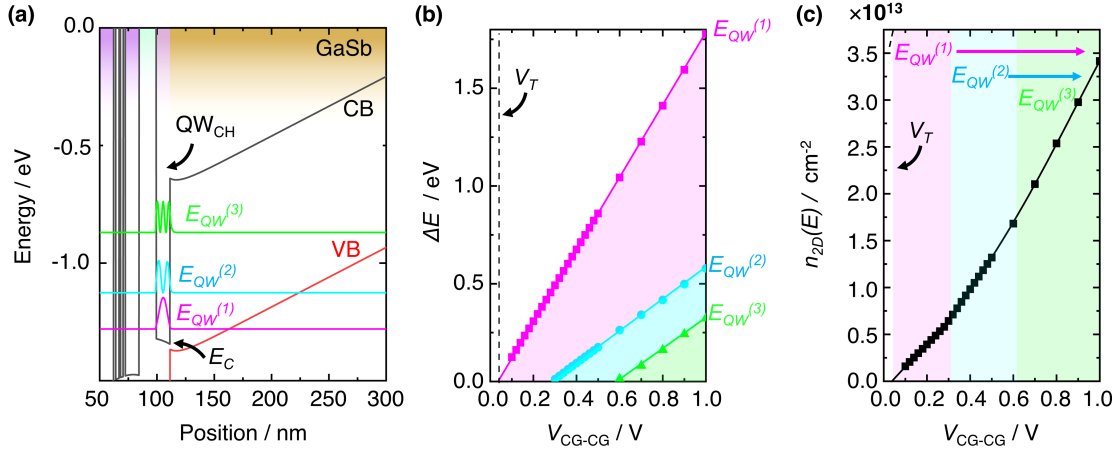 (a)
0.0
-0.5
-1.0
Energy / eV
GaSb
CB
QW_CH
E_QW^(3)
VB
E_QW^(2)
E_QW^(1)
E_C
50 100 150 200 250 300
Position / nm
(b)
1.5
1.0
0.5
0.0
ΔE / eV
V_T
E_QW^(1)
E_QW^(2)
E_QW^(3)
0.0 0.2 0.4 0.6 0.8 1.0
V_CG-CG / V
(c)
×10^13
3.5
3.0
2.5
2.0
1.5
1.0
0.5
0.0
n_2D(E) / cm^-2
E_QW^(1)
E_QW^(2)
E_QW^(3)
V_T
0.0 0.2 0.4 0.6 0.8 1.0
V_CG-CG / V